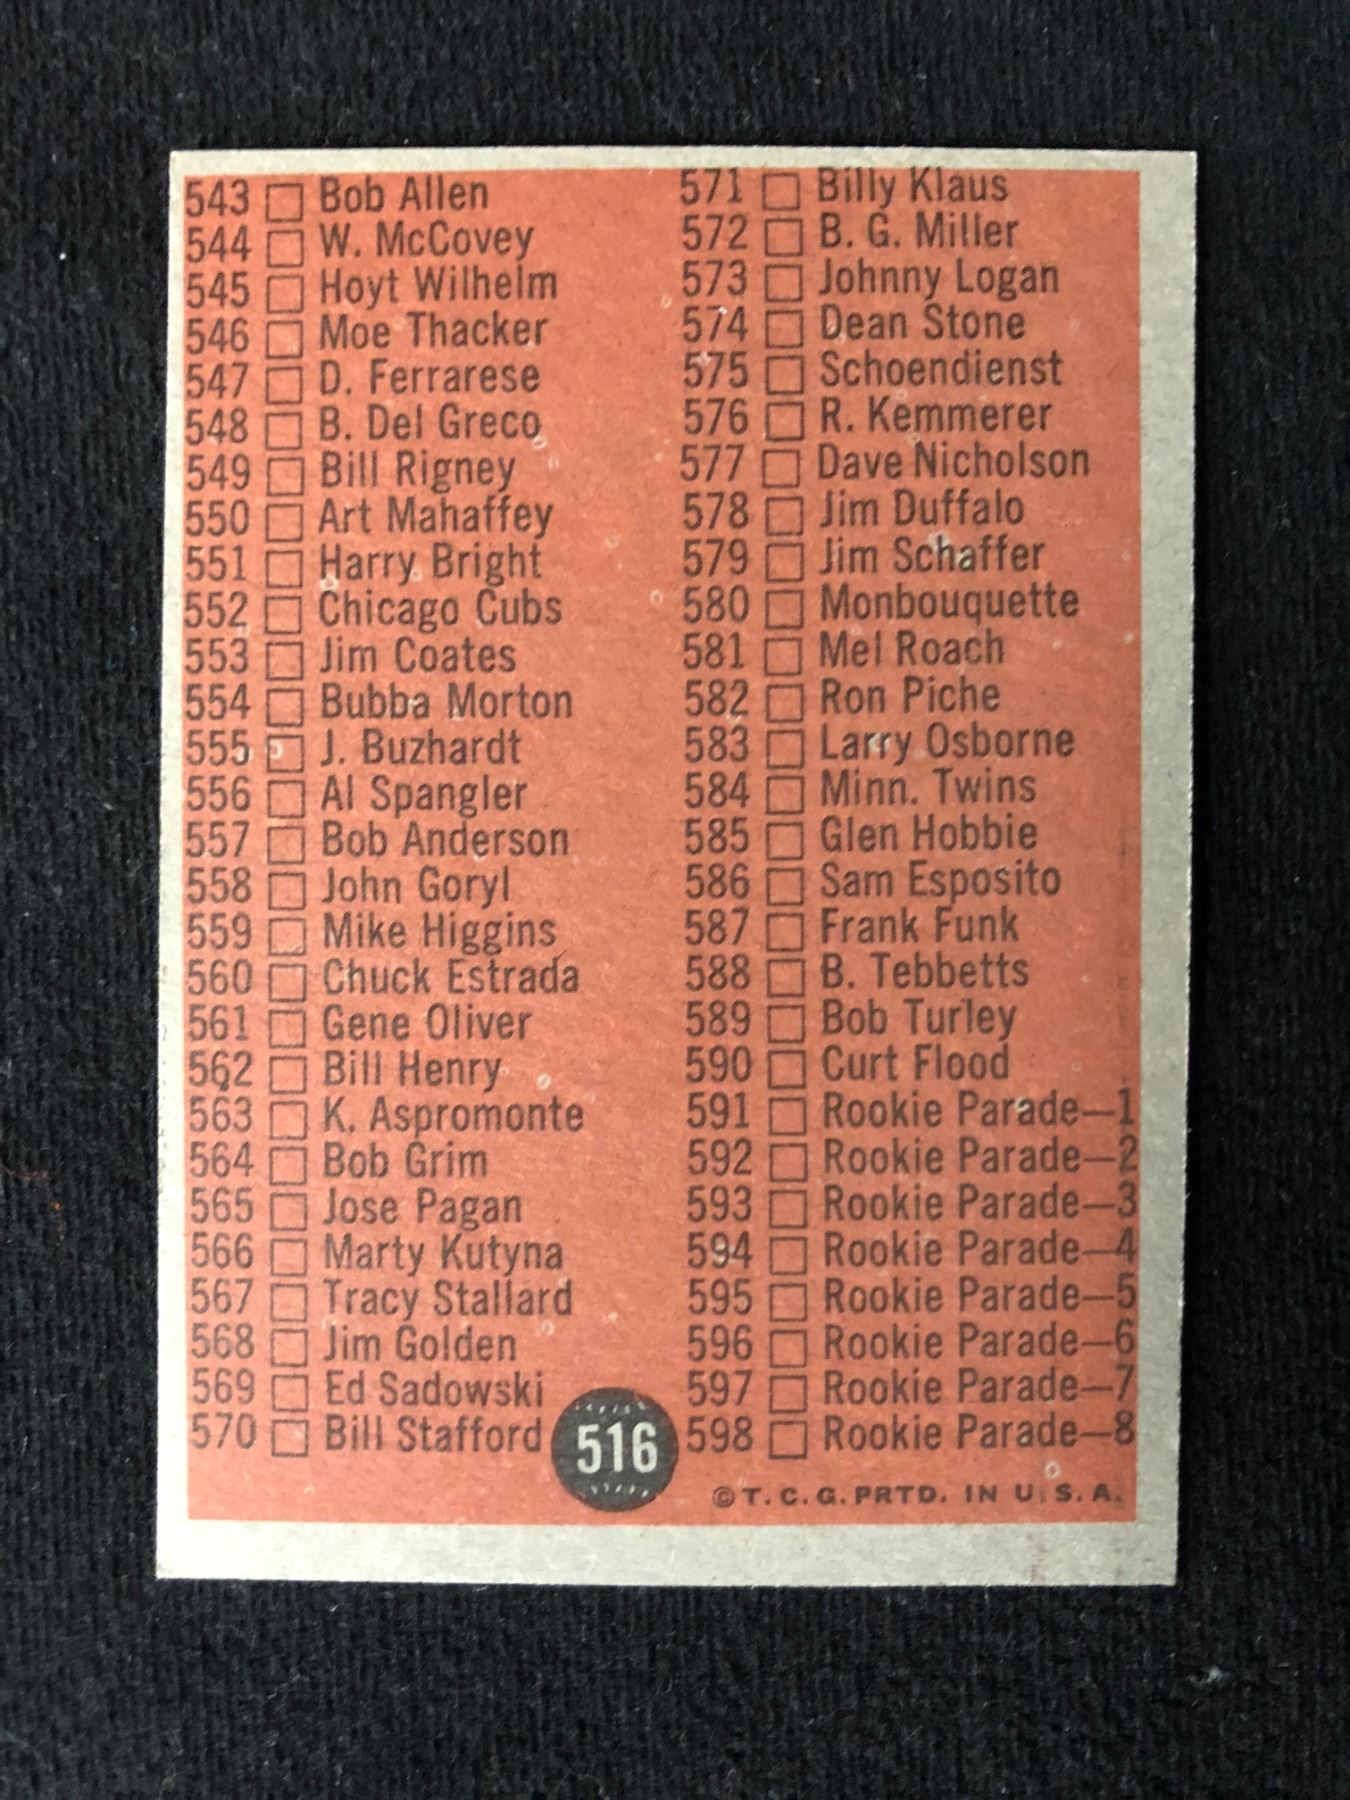 543 Bob Allen
544 W. McCovey
545 Hoyt Wilhelm
546 Moe Thacker
547 D. Ferrarese
548 B. Del Greco
549 Bill Rigney
550 Art Mahaffey
551 Harry Bright
552 Chicago Cubs
553 Jim Coates
554 Bubba Morton
555 J. Buzhardt
556 Al Spangler
557 Bob Anderson
558 John Goryl
559 Mike Higgins
560 Chuck Estrada
561 Gene Oliver
562 Bill Henry
563 K. Aspromonte
564 Bob Grim
565 Jose Pagan
566 Marty Kutyna
567 Tracy Stallard
568 Jim Golden
569 Ed Sadowski
570 Bill Stafford
571 Billy Klaus
572 B. G. Miller
573 Johnny Logan
574 Dean Stone
575 Schoendienst
576 R. Kemmerer
577 Dave Nicholson
578 Jim Duffalo
579 Jim Schaffer
580 Monbouquette
581 Mel Roach
582 Ron Piche
583 Larry Osborne
584 Minn. Twins
585 Glen Hobbie
586 Sam Esposito
587 Frank Funk
588 B. Tebbetts
589 Bob Turley
590 Curt Flood
591 Rookie Parade—1
592 Rookie Parade—2
593 Rookie Parade—3
594 Rookie Parade—4
595 Rookie Parade—5
596 Rookie Parade—6
597 Rookie Parade—7
598 Rookie Parade—8
516
© T. C. G. PRTD. IN U. S. A.